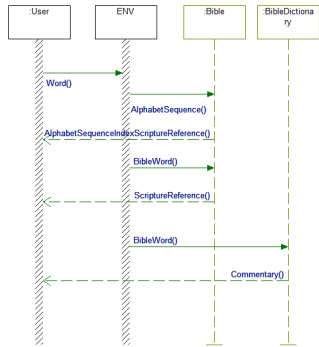 :User
ENV
:Bible
:BibleDictiona
ry
Word()
AlphabetSequence()
AlphabetSequenceIndexScriptureReference()
BibleWord()
ScriptureReference()
BibleWord()
Commentary()